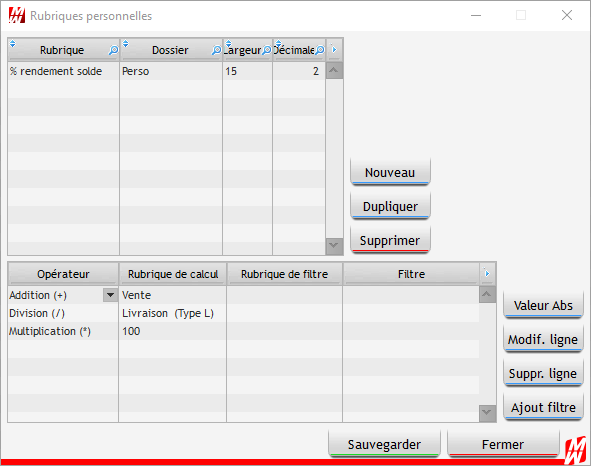 Rubriques personnelles
Rubrique Dossier Largeur Décimale
% rendement solde Perso 15 2
Nouveau
Dupliquer
Supprimer
Opérateur Rubrique de calcul Rubrique de filtre Filtre
Addition (+) Vente
Division (/) Livraison (Type L)
Multiplication (*) 100
Valeur Abs
Modif. ligne
Suppr. ligne
Ajout filtre
Sauvegarder Fermer